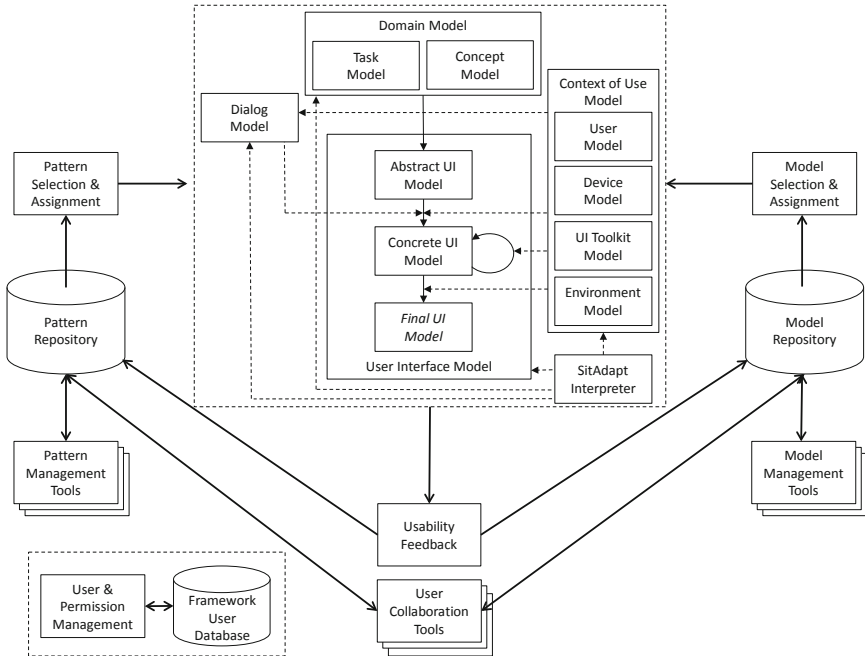 Domain Model
Task
Model
Concept
Model
Context of Use
Model
Dialog
Model
User
Model
Pattern
Selection &
Assignment
Abstract UI
Model
Device
Model
Model
Selection &
Assignment
Concrete UI
Model
UI Toolkit
Model
Pattern
Repository
Final UI
Model
Environment
Model
Model
Repository
User Interface Model
SitAdapt
Interpreter
Pattern
Management
Tools
Model
Management
Tools
Usability
Feedback
User &
Permission
Management
Framework
User
Database
User
Collaboration
Tools